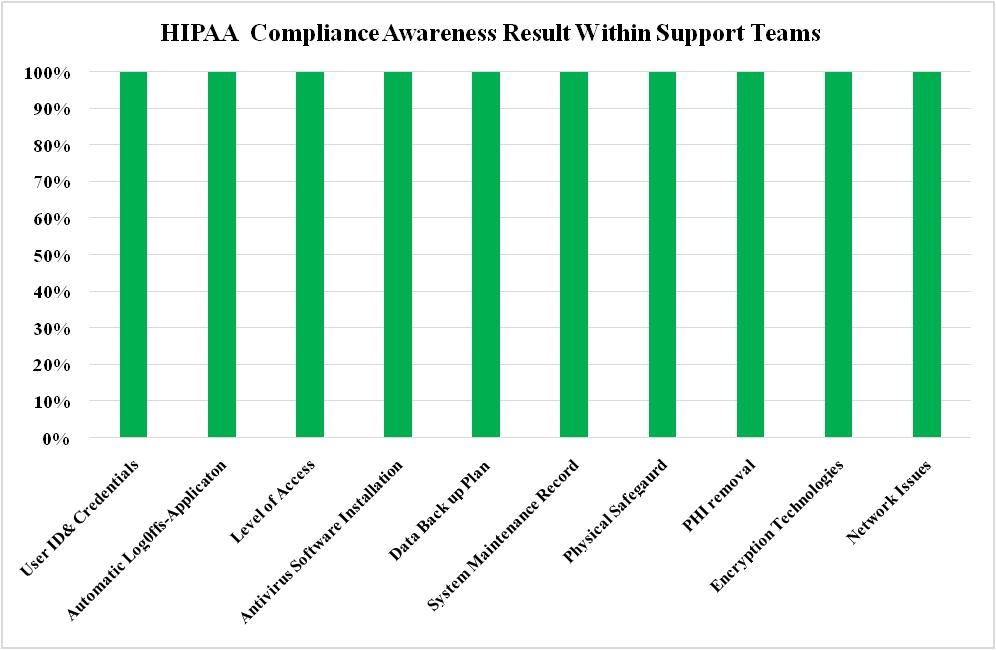 HIPAA  Compliance Awareness Result Within Support Teams
100%
90%
80%
70%
60%
50%
40%
30%
20%
10%
0%
User ID& Credentials
Automatic Log0ffs-Applicaton
Level of Access
Antivirus Software Installation
Data Back up Plan
System Maintenance Record
Physical Safegaurd
PHI removal
Encryption Technologies
Network Issues